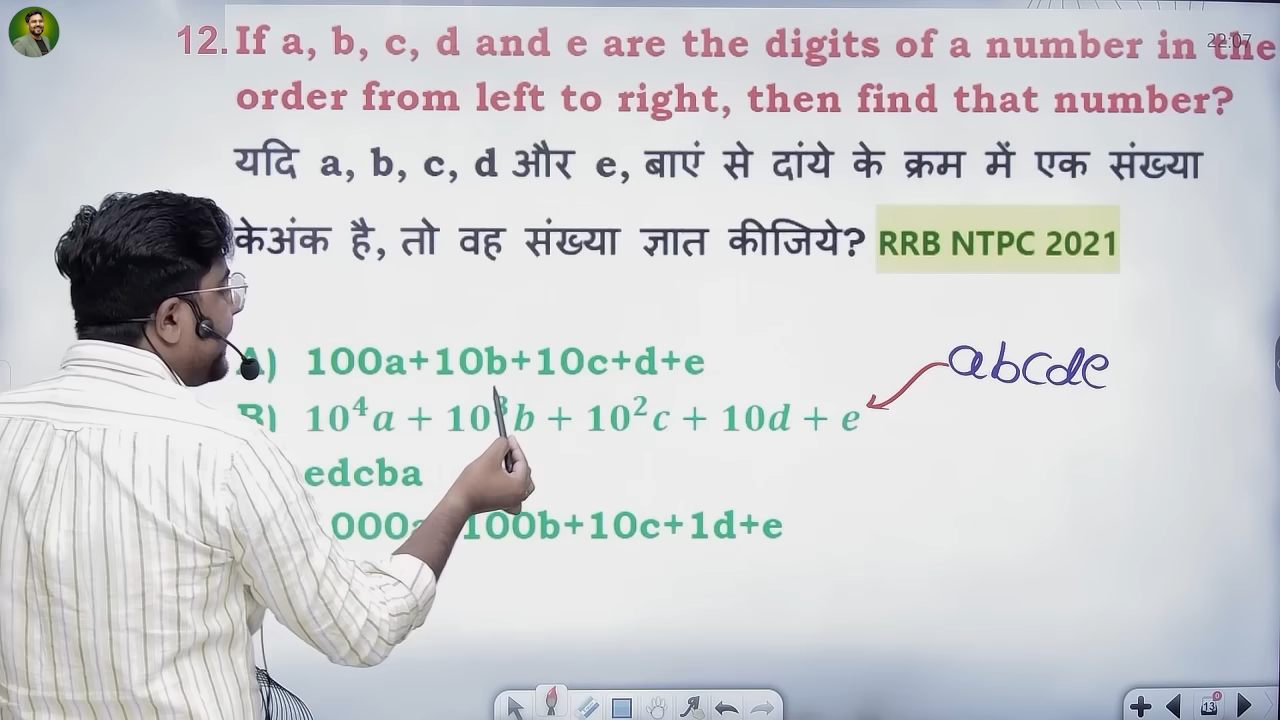 12. If a, b, c, d and e are the digits of a number in the
22:07
order from left to right, then find that number?
यदि a, b, c, d और e, बाएं से दांये के क्रम में एक संख्या
केअंक है, तो वह संख्या ज्ञात कीजिये? RRB NTPC 2021
A) 100a+10b+10c+d+e
abcde
B) 10⁴a + 10³b + 10²c + 10d + e
edcba
100b+10c+1d+e
13